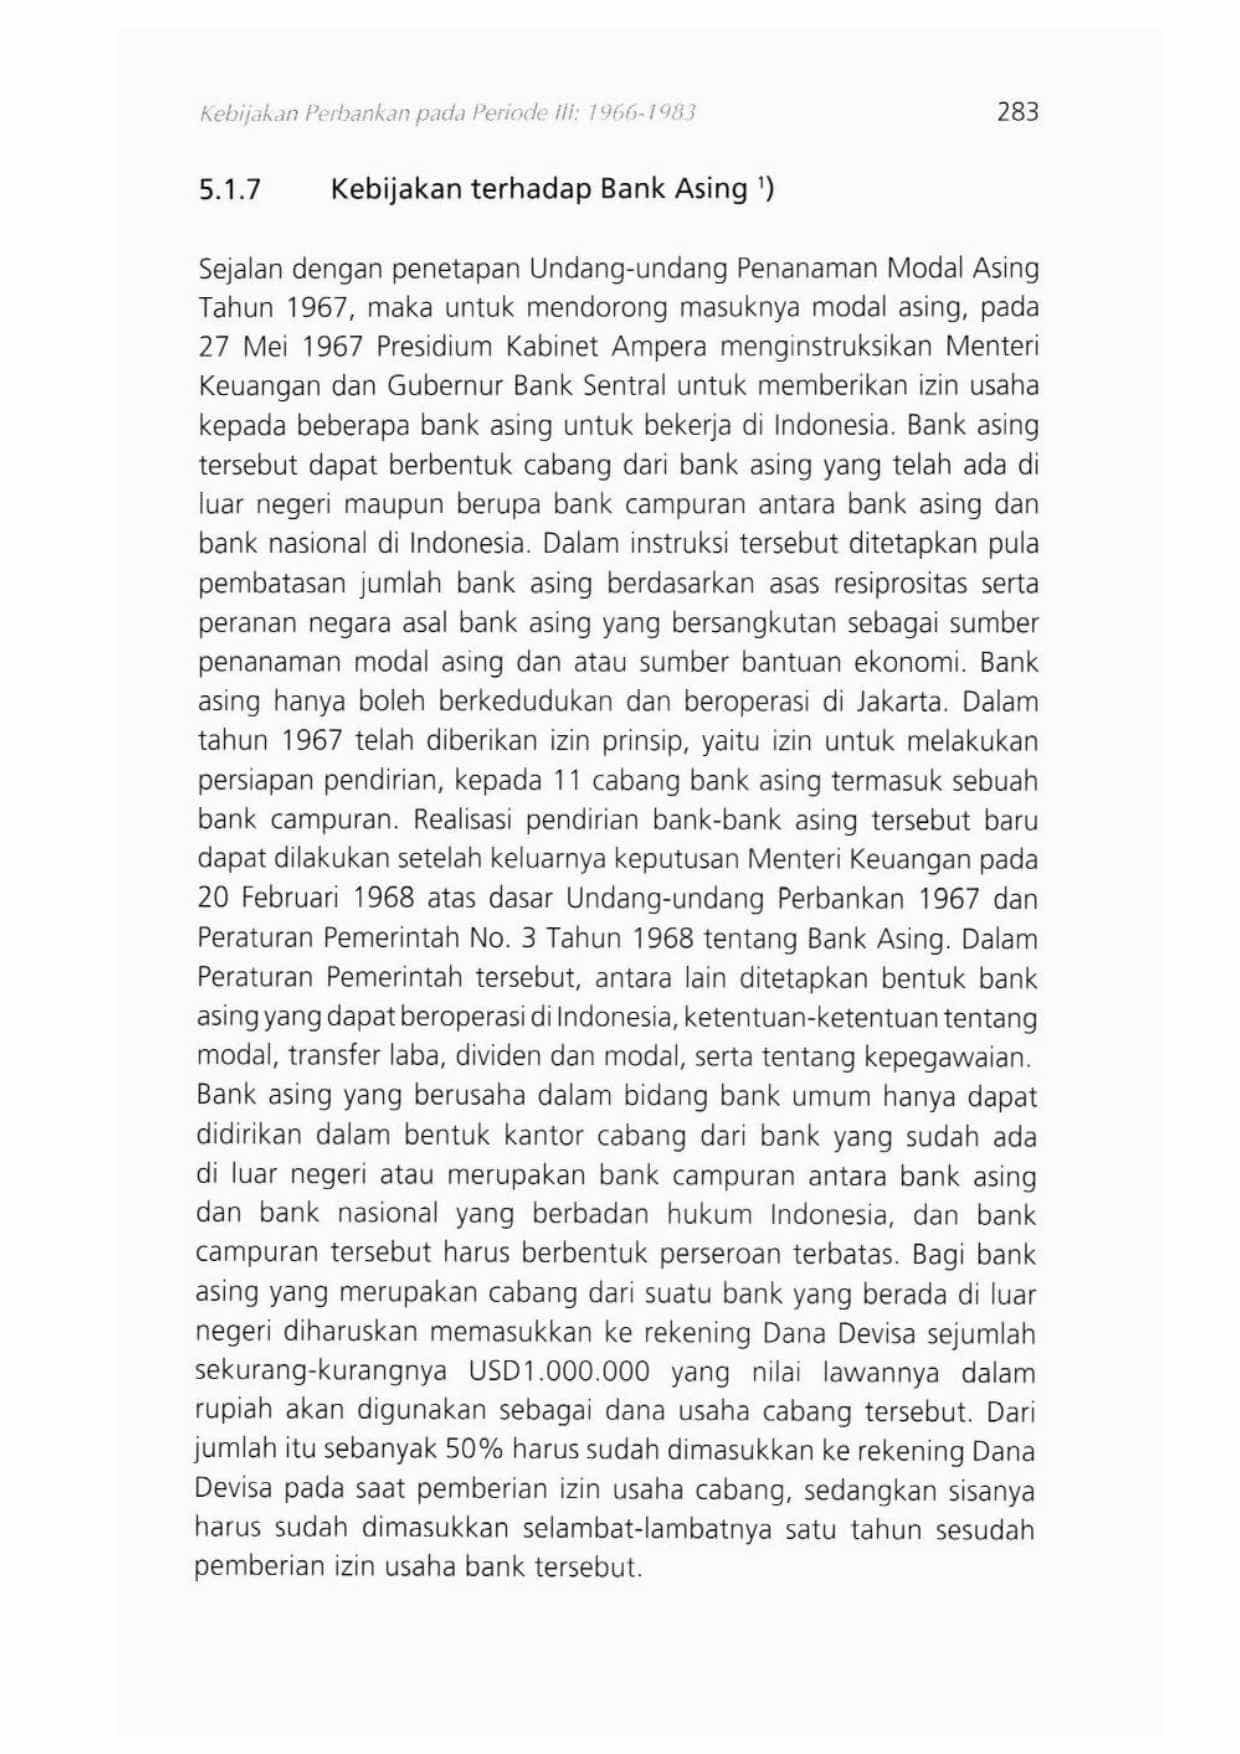 Kebijakan Perbankan pada Periode III: 1966-1983 283
5.1.7 Kebijakan terhadap Bank Asing ¹)
Sejalan dengan penetapan Undang-undang Penanaman Modal Asing
Tahun 1967, maka untuk mendorong masuknya modal asing, pada
27 Mei 1967 Presidium Kabinet Ampera menginstruksikan Menteri
Keuangan dan Gubernur Bank Sentral untuk memberikan izin usaha
kepada beberapa bank asing untuk bekerja di Indonesia. Bank asing
tersebut dapat berbentuk cabang dari bank asing yang telah ada di
luar negeri maupun berupa bank campuran antara bank asing dan
bank nasional di Indonesia. Dalam instruksi tersebut ditetapkan pula
pembatasan jumlah bank asing berdasarkan asas resiprositas serta
peranan negara asal bank asing yang bersangkutan sebagai sumber
penanaman modal asing dan atau sumber bantuan ekonomi. Bank
asing hanya boleh berkedudukan dan beroperasi di Jakarta. Dalam
tahun 1967 telah diberikan izin prinsip, yaitu izin untuk melakukan
persiapan pendirian, kepada 11 cabang bank asing termasuk sebuah
bank campuran. Realisasi pendirian bank-bank asing tersebut baru
dapat dilakukan setelah keluarnya keputusan Menteri Keuangan pada
20 Februari 1968 atas dasar Undang-undang Perbankan 1967 dan
Peraturan Pemerintah No. 3 Tahun 1968 tentang Bank Asing. Dalam
Peraturan Pemerintah tersebut, antara lain ditetapkan bentuk bank
asing yang dapat beroperasi di Indonesia, ketentuan-ketentuan tentang
modal, transfer laba, dividen dan modal, serta tentang kepegawaian.
Bank asing yang berusaha dalam bidang bank umum hanya dapat
didirikan dalam bentuk kantor cabang dari bank yang sudah ada
di luar negeri atau merupakan bank campuran antara bank asing
dan bank nasional yang berbadan hukum Indonesia, dan bank
campuran tersebut harus berbentuk perseroan terbatas. Bagi bank
asing yang merupakan cabang dari suatu bank yang berada di luar
negeri diharuskan memasukkan ke rekening Dana Devisa sejumlah
sekurang-kurangnya USD1.000.000 yang nilai lawannya dalam
rupiah akan digunakan sebagai dana usaha cabang tersebut. Dari
jumlah itu sebanyak 50% harus sudah dimasukkan ke rekening Dana
Devisa pada saat pemberian izin usaha cabang, sedangkan sisanya
harus sudah dimasukkan selambat-lambatnya satu tahun sesudah
pemberian izin usaha bank tersebut.